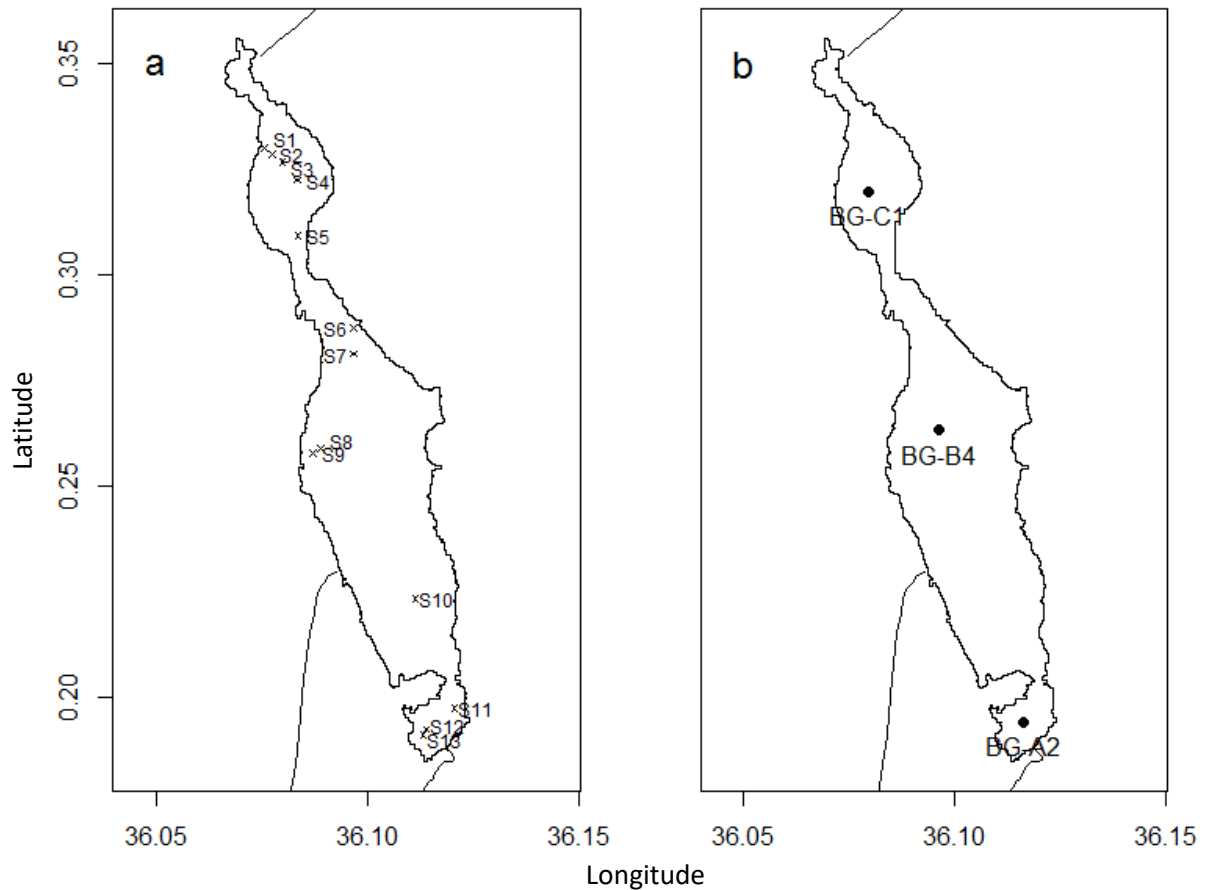 a
b
0.35
0.30
0.25
0.20
Latitude
S1
S2
S3
S4
S5
S6
S7
S8
S9
S10
S11
S12
S13
BG-C1
BG-B4
BG-A2
36.05
36.10
36.15
36.05
36.10
36.15
Longitude